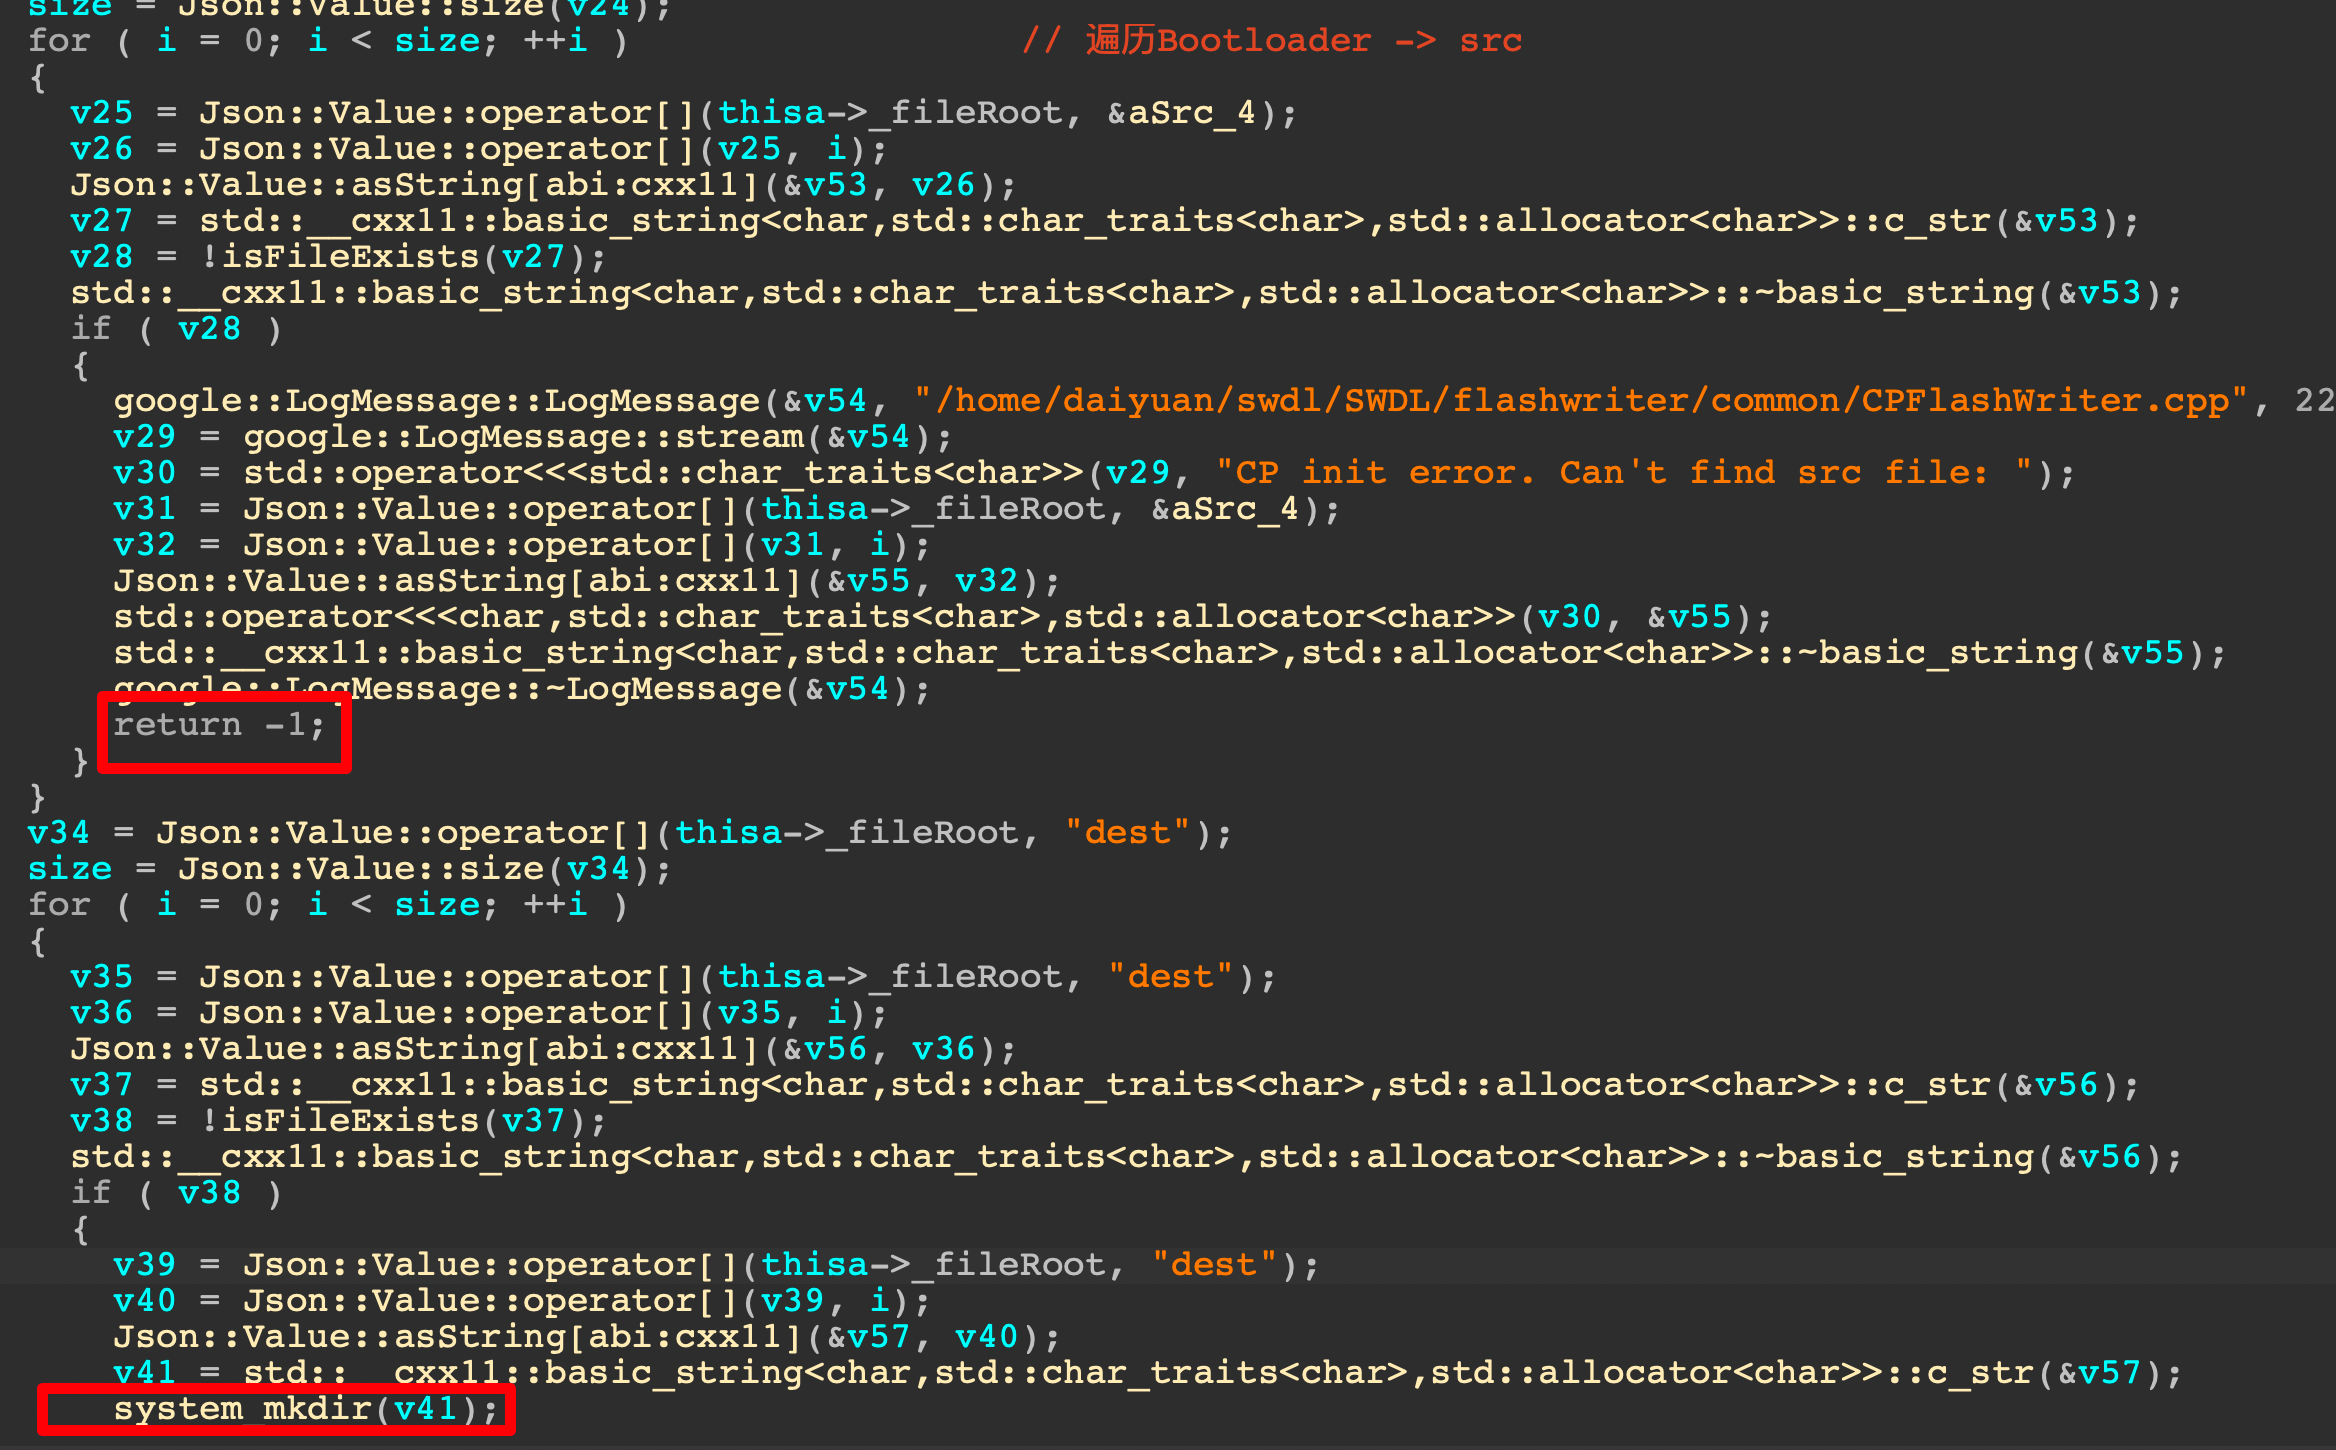 size = Json::Value::size(v24);
for ( i = 0; i < size; ++i )                  // 遍历Bootloader -> src
{
  v25 = Json::Value::operator[](thisa->_fileRoot, &aSrc_4);
  v26 = Json::Value::operator[](v25, i);
  Json::Value::asString[abi:cxx11](&v53, v26);
  v27 = std::__cxx11::basic_string<char,std::char_traits<char>,std::allocator<char>>::c_str(&v53);
  v28 = !isFileExists(v27);
  std::__cxx11::basic_string<char,std::char_traits<char>,std::allocator<char>>::~basic_string(&v53);
  if ( v28 )
  {
    google::LogMessage::LogMessage(&v54, "/home/daiyuan/swdl/SWDL/flashwriter/common/CPFlashWriter.cpp", 22
    v29 = google::LogMessage::stream(&v54);
    v30 = std::operator<<<std::char_traits<char>>(v29, "CP init error. Can't find src file: ");
    v31 = Json::Value::operator[](thisa->_fileRoot, &aSrc_4);
    v32 = Json::Value::operator[](v31, i);
    Json::Value::asString[abi:cxx11](&v55, v32);
    std::operator<<<char,std::char_traits<char>,std::allocator<char>>(v30, &v55);
    std::__cxx11::basic_string<char,std::char_traits<char>,std::allocator<char>>::~basic_string(&v55);
    google::LogMessage::~LogMessage(&v54);
    return -1;
  }
}
v34 = Json::Value::operator[](thisa->_fileRoot, "dest");
size = Json::Value::size(v34);
for ( i = 0; i < size; ++i )
{
  v35 = Json::Value::operator[](thisa->_fileRoot, "dest");
  v36 = Json::Value::operator[](v35, i);
  Json::Value::asString[abi:cxx11](&v56, v36);
  v37 = std::__cxx11::basic_string<char,std::char_traits<char>,std::allocator<char>>::c_str(&v56);
  v38 = !isFileExists(v37);
  std::__cxx11::basic_string<char,std::char_traits<char>,std::allocator<char>>::~basic_string(&v56);
  if ( v38 )
  {
    v39 = Json::Value::operator[](thisa->_fileRoot, "dest");
    v40 = Json::Value::operator[](v39, i);
    Json::Value::asString[abi:cxx11](&v57, v40);
    v41 = std::__cxx11::basic_string<char,std::char_traits<char>,std::allocator<char>>::c_str(&v57);
    system_mkdir(v41);